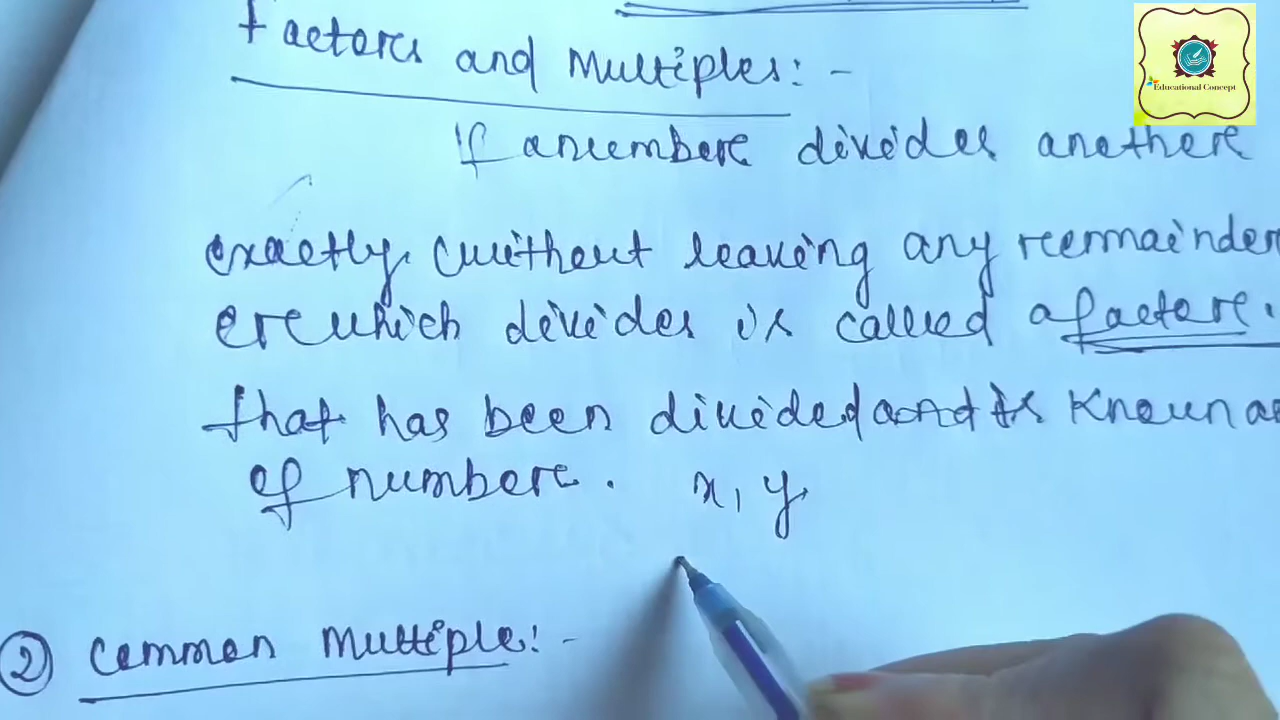 Factors and Multiples:-
Educational Concept
If a number divides another
exactly. (without leaving any remainder
er which divides is called a factor.
that has been divided and is known as
of number. x, y
② Common Multiple:-